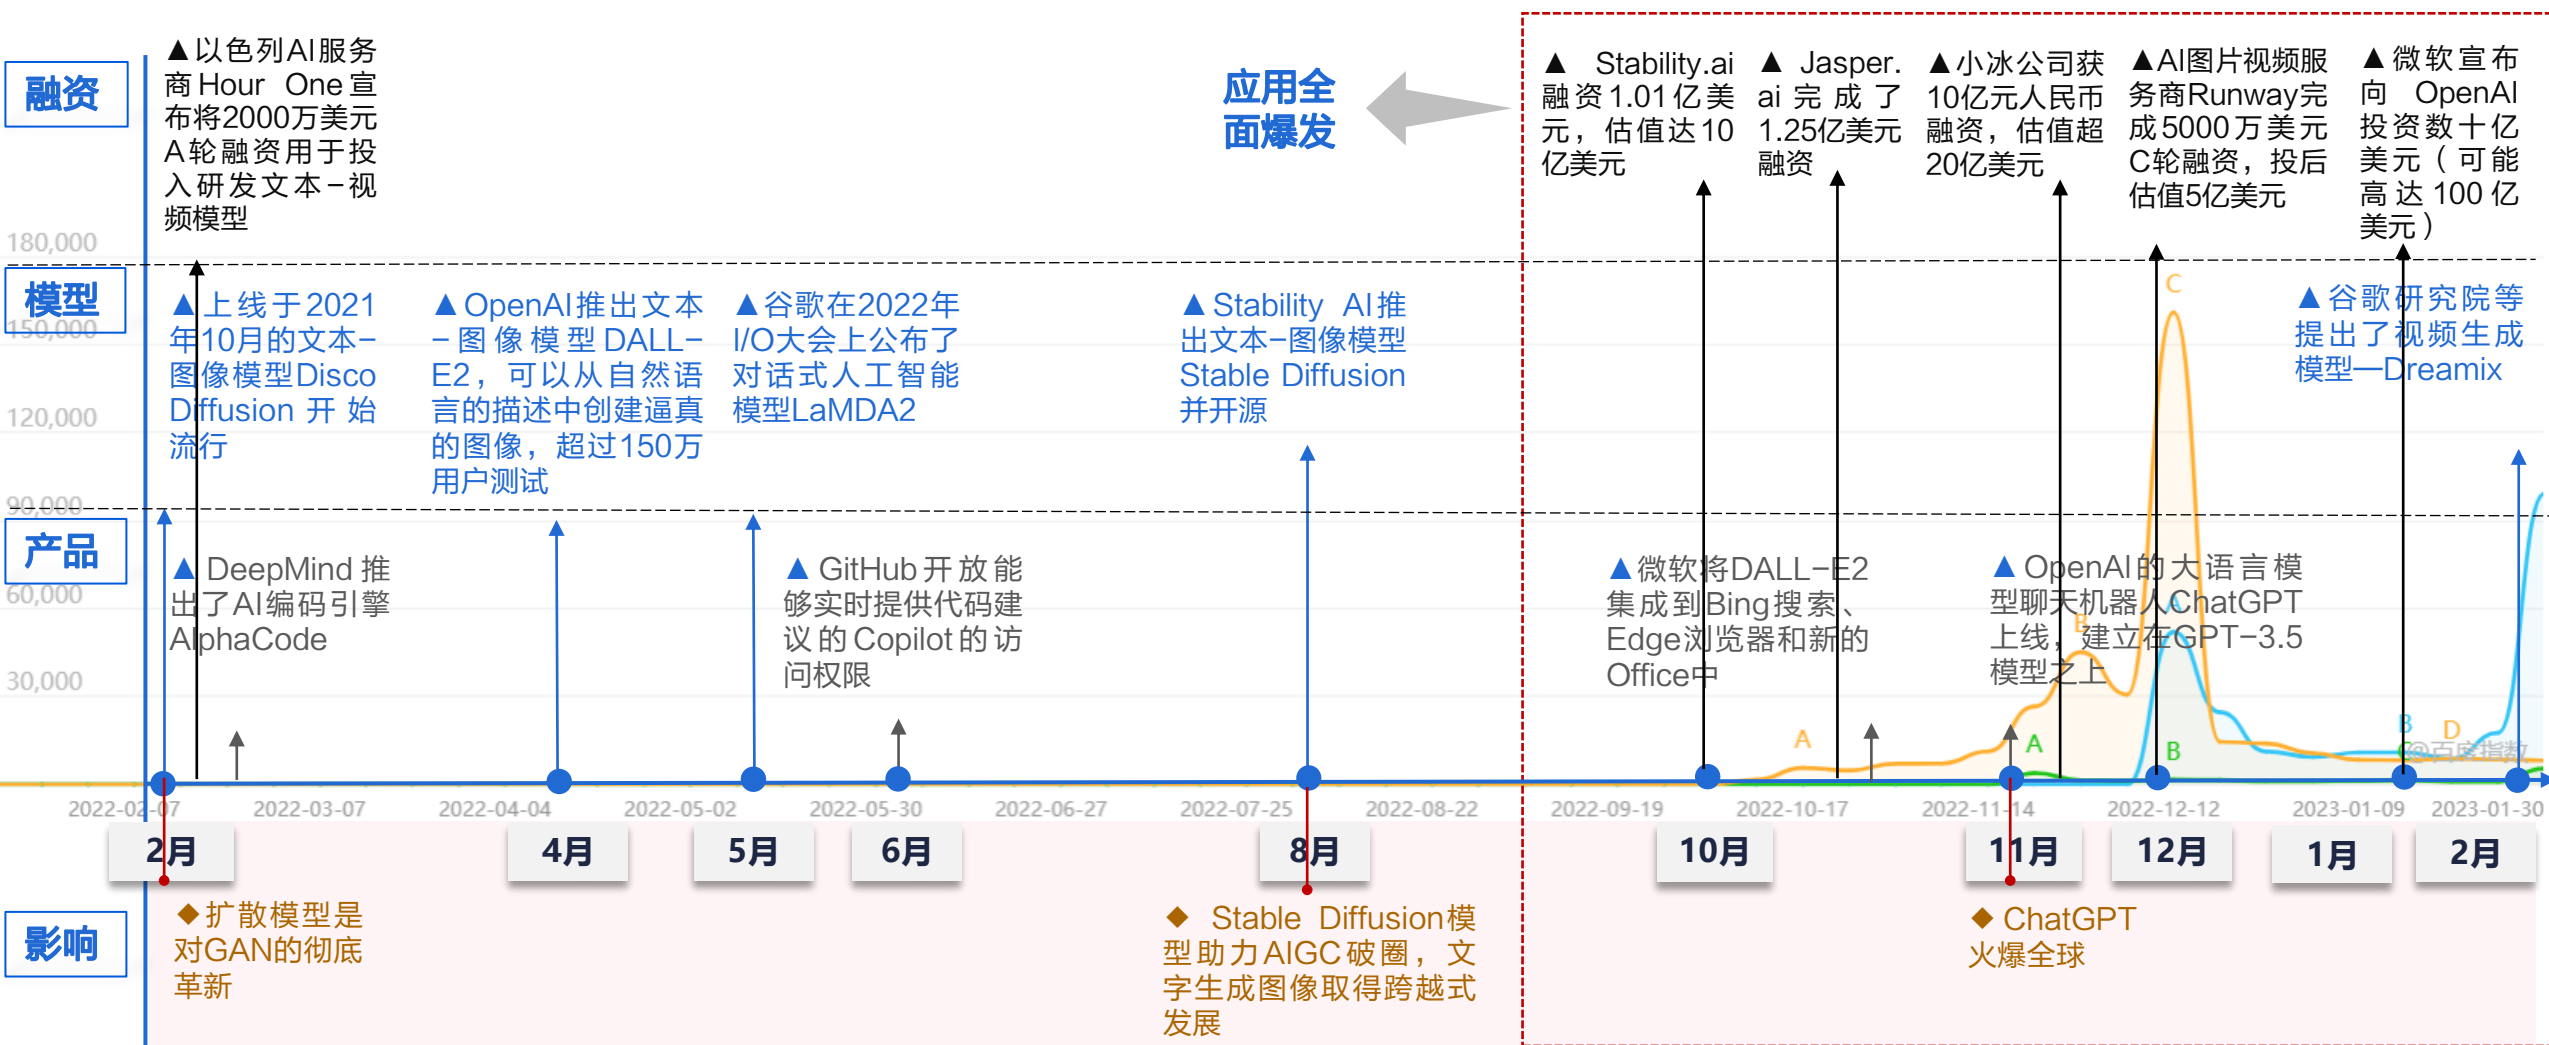 融资
▲以色列AI服务
商Hour One宣
布将2000万美元
A轮融资用于投
入研发文本-视
频模型
应用全
面爆发
▲ Stability.ai
融资1.01亿美
元，估值达10
亿美元
▲ Jasper.
ai完成了
1.25亿美元
融资
▲小冰公司获
10亿元人民币
融资，估值超
20亿美元
▲AI图片视频服
务商Runway完
成5000万美元
C轮融资，投后
估值5亿美元
▲微软宣布
向 OpenAI
投资数十亿
美元（可能
高达100亿
美元）
180,000
模型
150,000
120,000
90,000
▲上线于2021
年10月的文本-
图像模型Disco
Diffusion开始
流行
▲OpenAI推出文本
-图像模型DALL-
E2，可以从自然语
言的描述中创建逼真
的图像，超过150万
用户测试
▲谷歌在2022年
I/O大会上公布了
对话式人工智能
模型LaMDA2
▲Stability AI推
出文本-图像模型
Stable Diffusion
并开源
C
▲谷歌研究院等
提出了视频生成
模型—Dreamix
产品
60,000
30,000
▲DeepMind推
出了AI编码引擎
AlphaCode
▲GitHub开放能
够实时提供代码建
议的Copilot的访
问权限
▲微软将DALL-E2
集成到Bing搜索、
Edge浏览器和新的
Office中
▲OpenAI的大语言模
型聊天机器人ChatGPT
上线，建立在GPT-3.5
模型之上
A
B
A
A
B
B
D
C
@百度指数
2022-02-07
2022-03-07
2022-04-04
2022-05-02
2022-05-30
2022-06-27
2022-07-25
2022-08-22
2022-09-19
2022-10-17
2022-11-14
2022-12-12
2023-01-09
2023-01-30
2月
4月
5月
6月
8月
10月
11月
12月
1月
2月
影响
◆扩散模型是
对GAN的彻底
革新
◆ Stable Diffusion模
型助力AIGC破圈，文
字生成图像取得跨越式
发展
◆ChatGPT
火爆全球